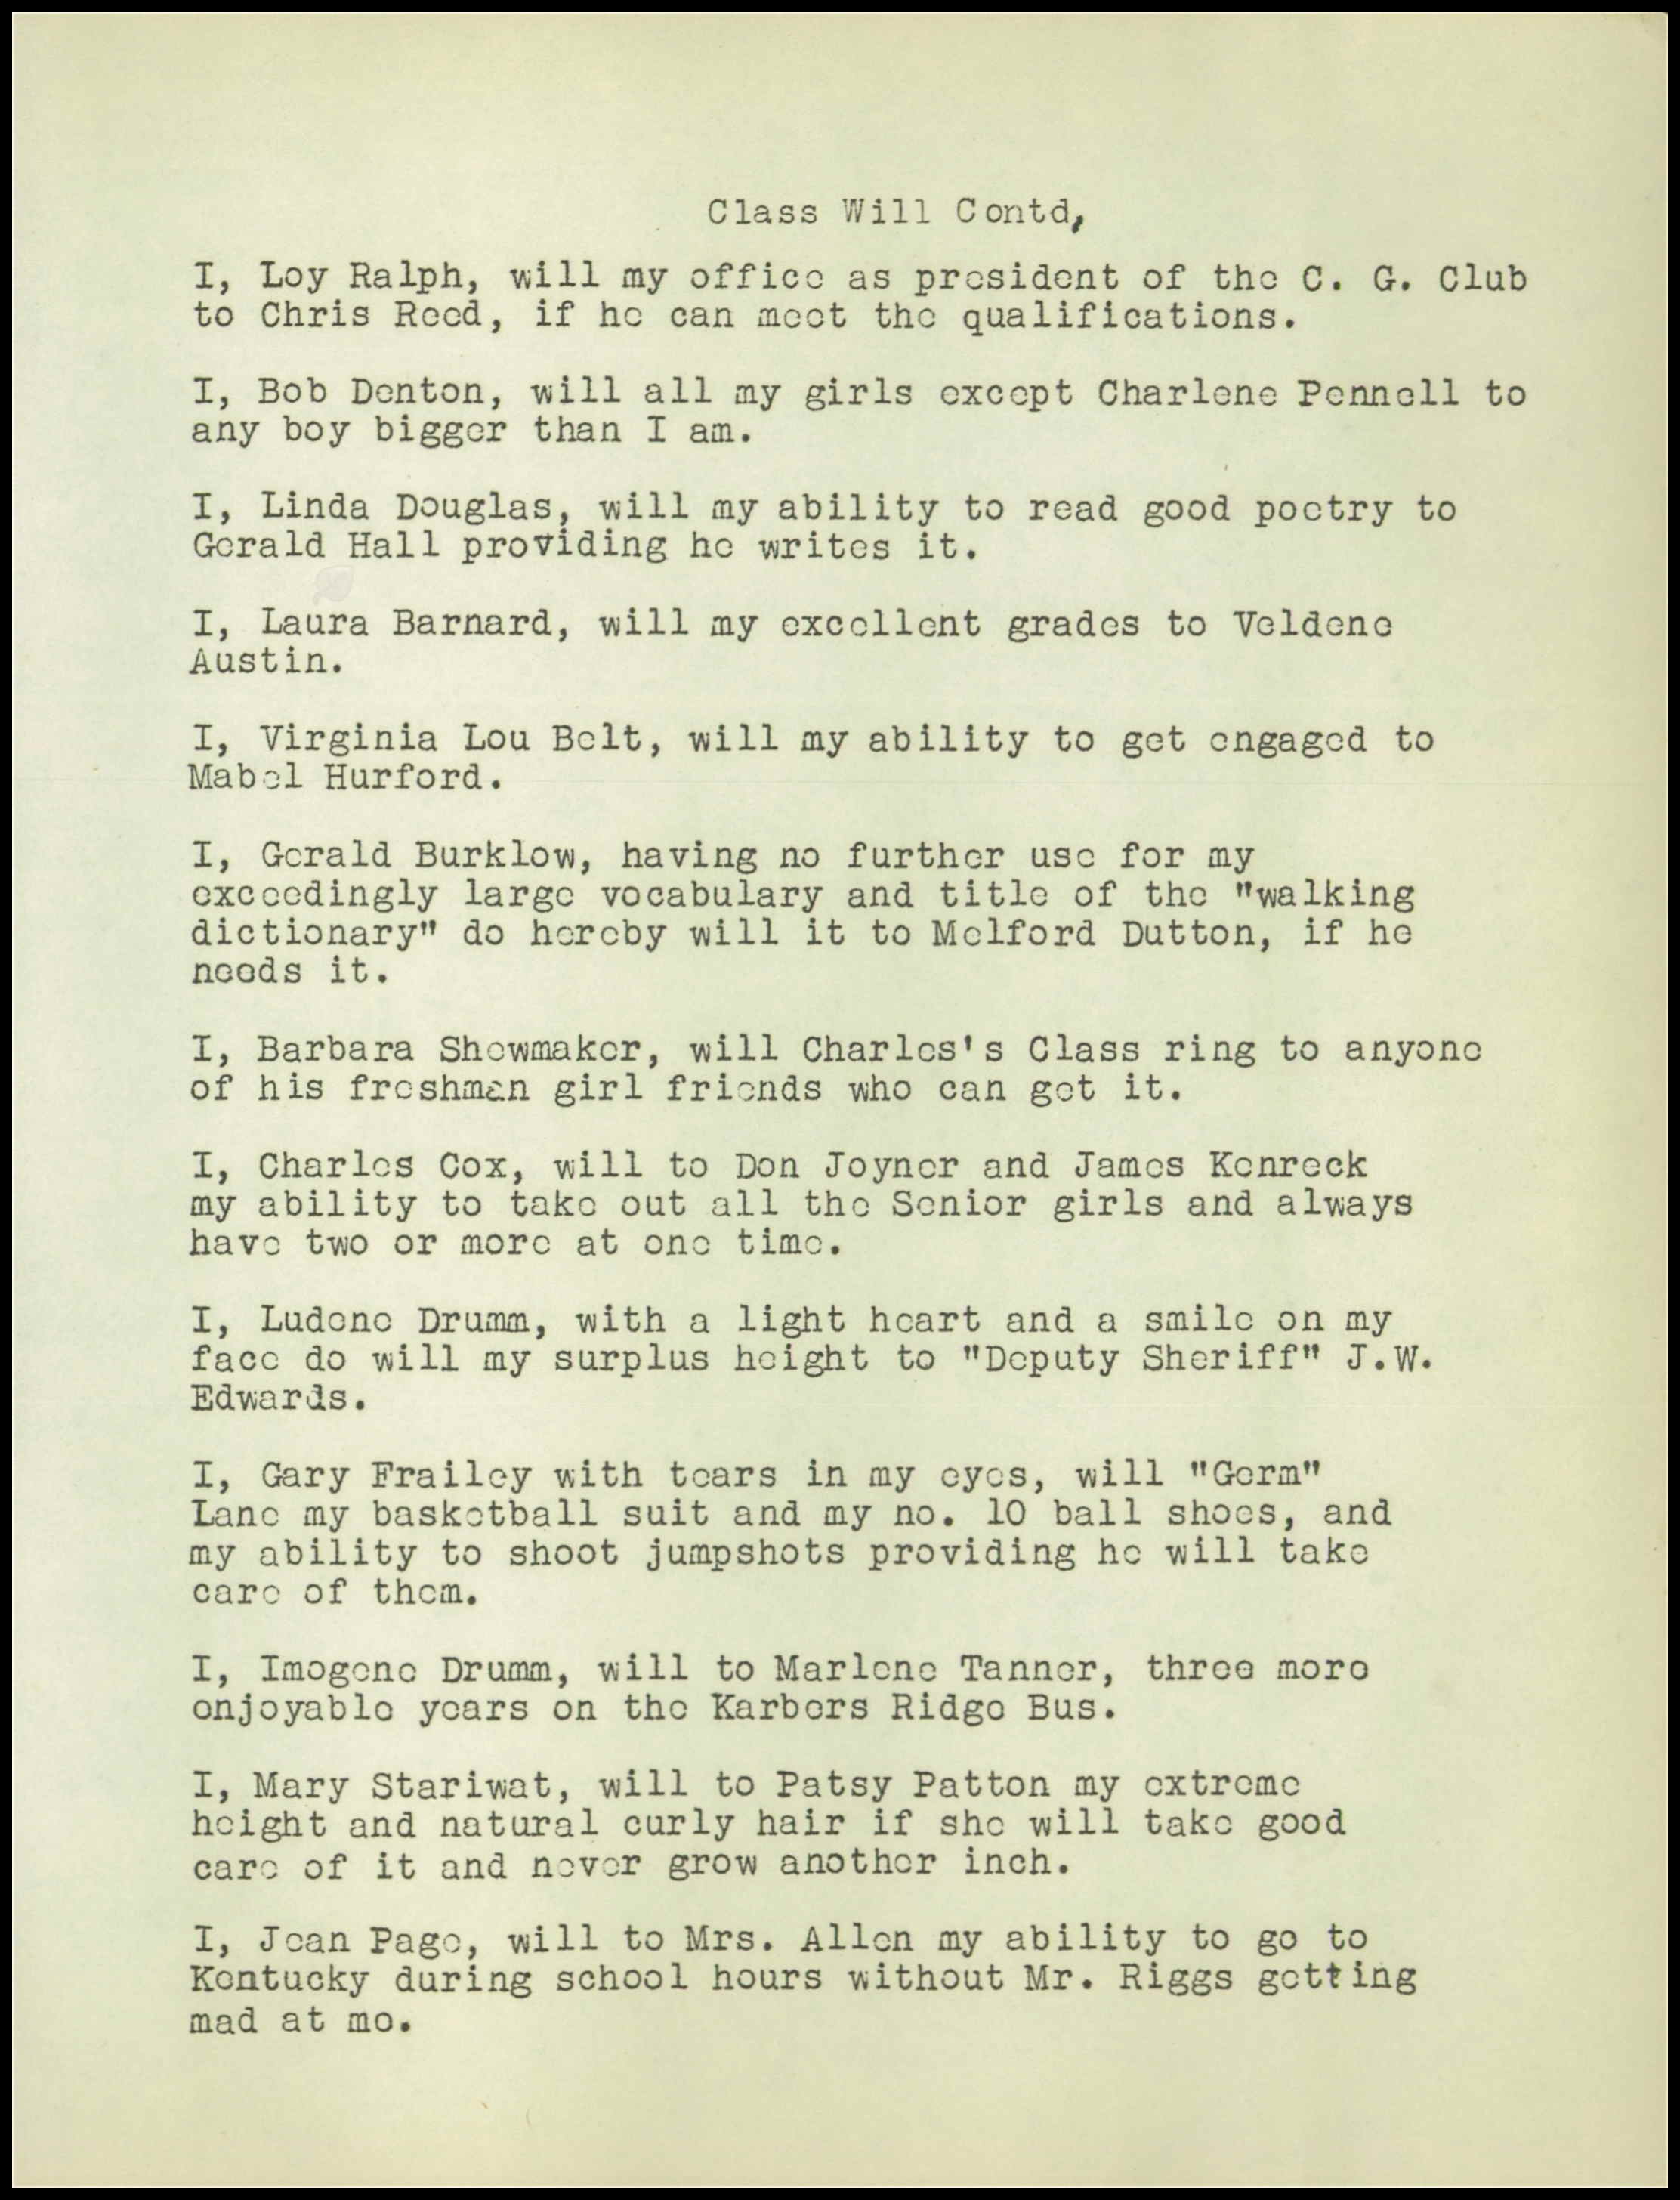 Class Will Contd,
I, Loy Ralph, will my office as president of the C. G. Club
to Chris Reed, if he can meet the qualifications.
I, Bob Denton, will all my girls except Charlene Pennell to
any boy bigger than I am.
I, Linda Douglas, will my ability to read good poetry to
Gerald Hall providing he writes it.
I, Laura Barnard, will my excellent grades to Veldene
Austin.
I, Virginia Lou Belt, will my ability to get engaged to
Mabel Hurford.
I, Gerald Burklow, having no further use for my
exceedingly large vocabulary and title of the "walking
dictionary" do hereby will it to Melford Dutton, if he
needs it.
I, Barbara Shewmaker, will Charles's Class ring to anyone
of his freshman girl friends who can get it.
I, Charles Cox, will to Don Joyner and James Kenreck
my ability to take out all the Senior girls and always
have two or more at one time.
I, Ludene Drumm, with a light heart and a smile on my
face do will my surplus height to "Deputy Sheriff" J.W.
Edwards.
I, Gary Frailey with tears in my eyes, will "Germ"
Lane my basketball suit and my no. 10 ball shoes, and
my ability to shoot jumpshots providing he will take
care of them.
I, Imogene Drumm, will to Marlene Tanner, three more
enjoyable years on the Karbers Ridge Bus.
I, Mary Stariwat, will to Patsy Patton my extreme
height and natural curly hair if she will take good
care of it and never grow another inch.
I, Jean Page, will to Mrs. Allen my ability to go to
Kentucky during school hours without Mr. Riggs getting
mad at me.